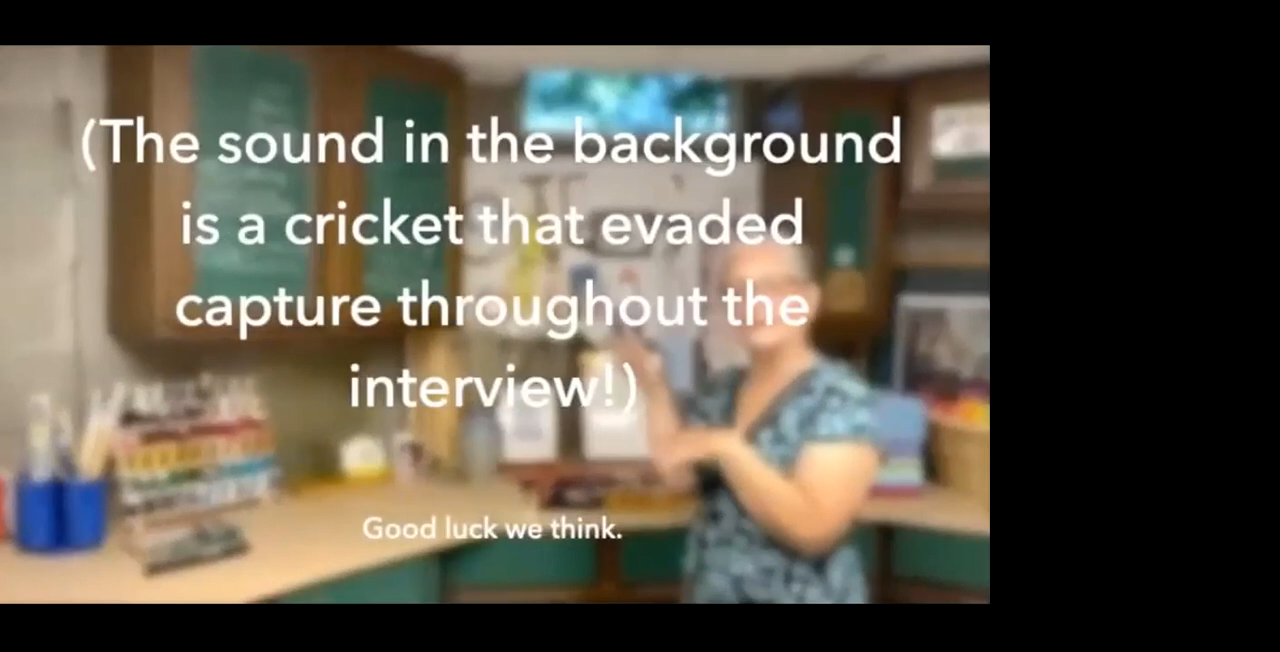 (The sound in the background
is a cricket that evaded
capture throughout the
interview!)
Good luck we think.